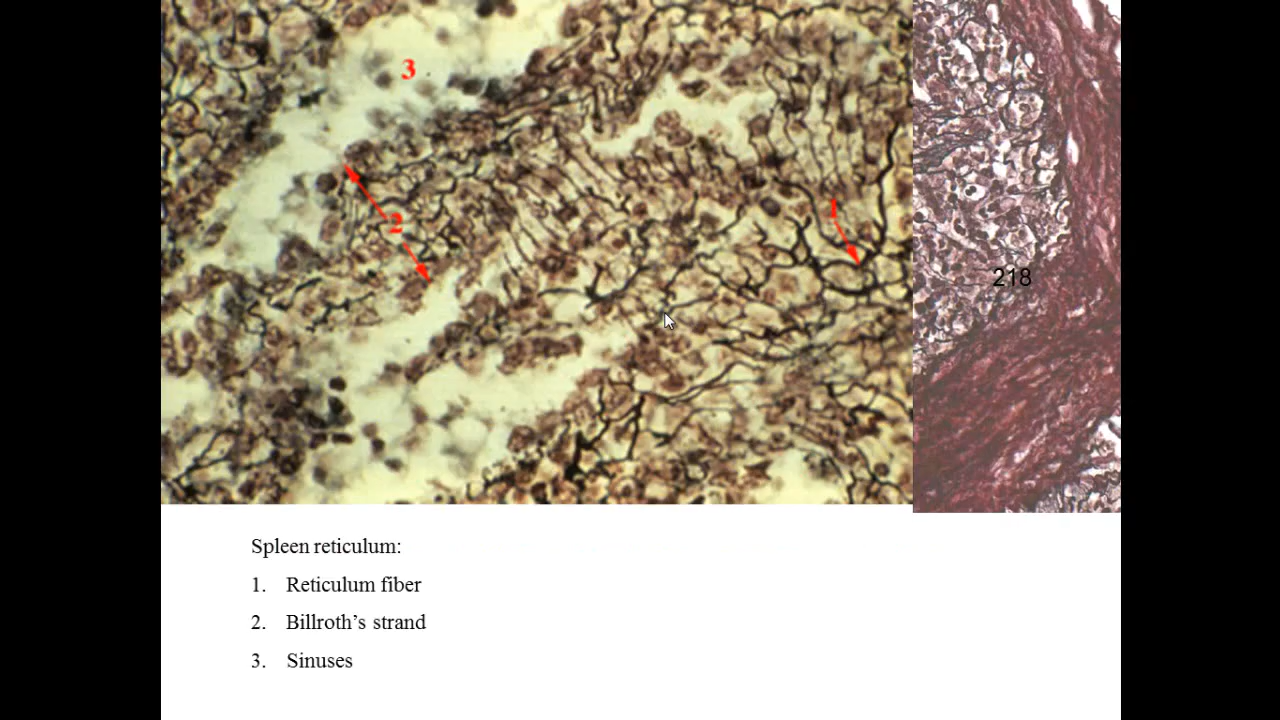 3
2
1
218
Spleen reticulum:
1. Reticulum fiber
2. Billroth’s strand
3. Sinuses